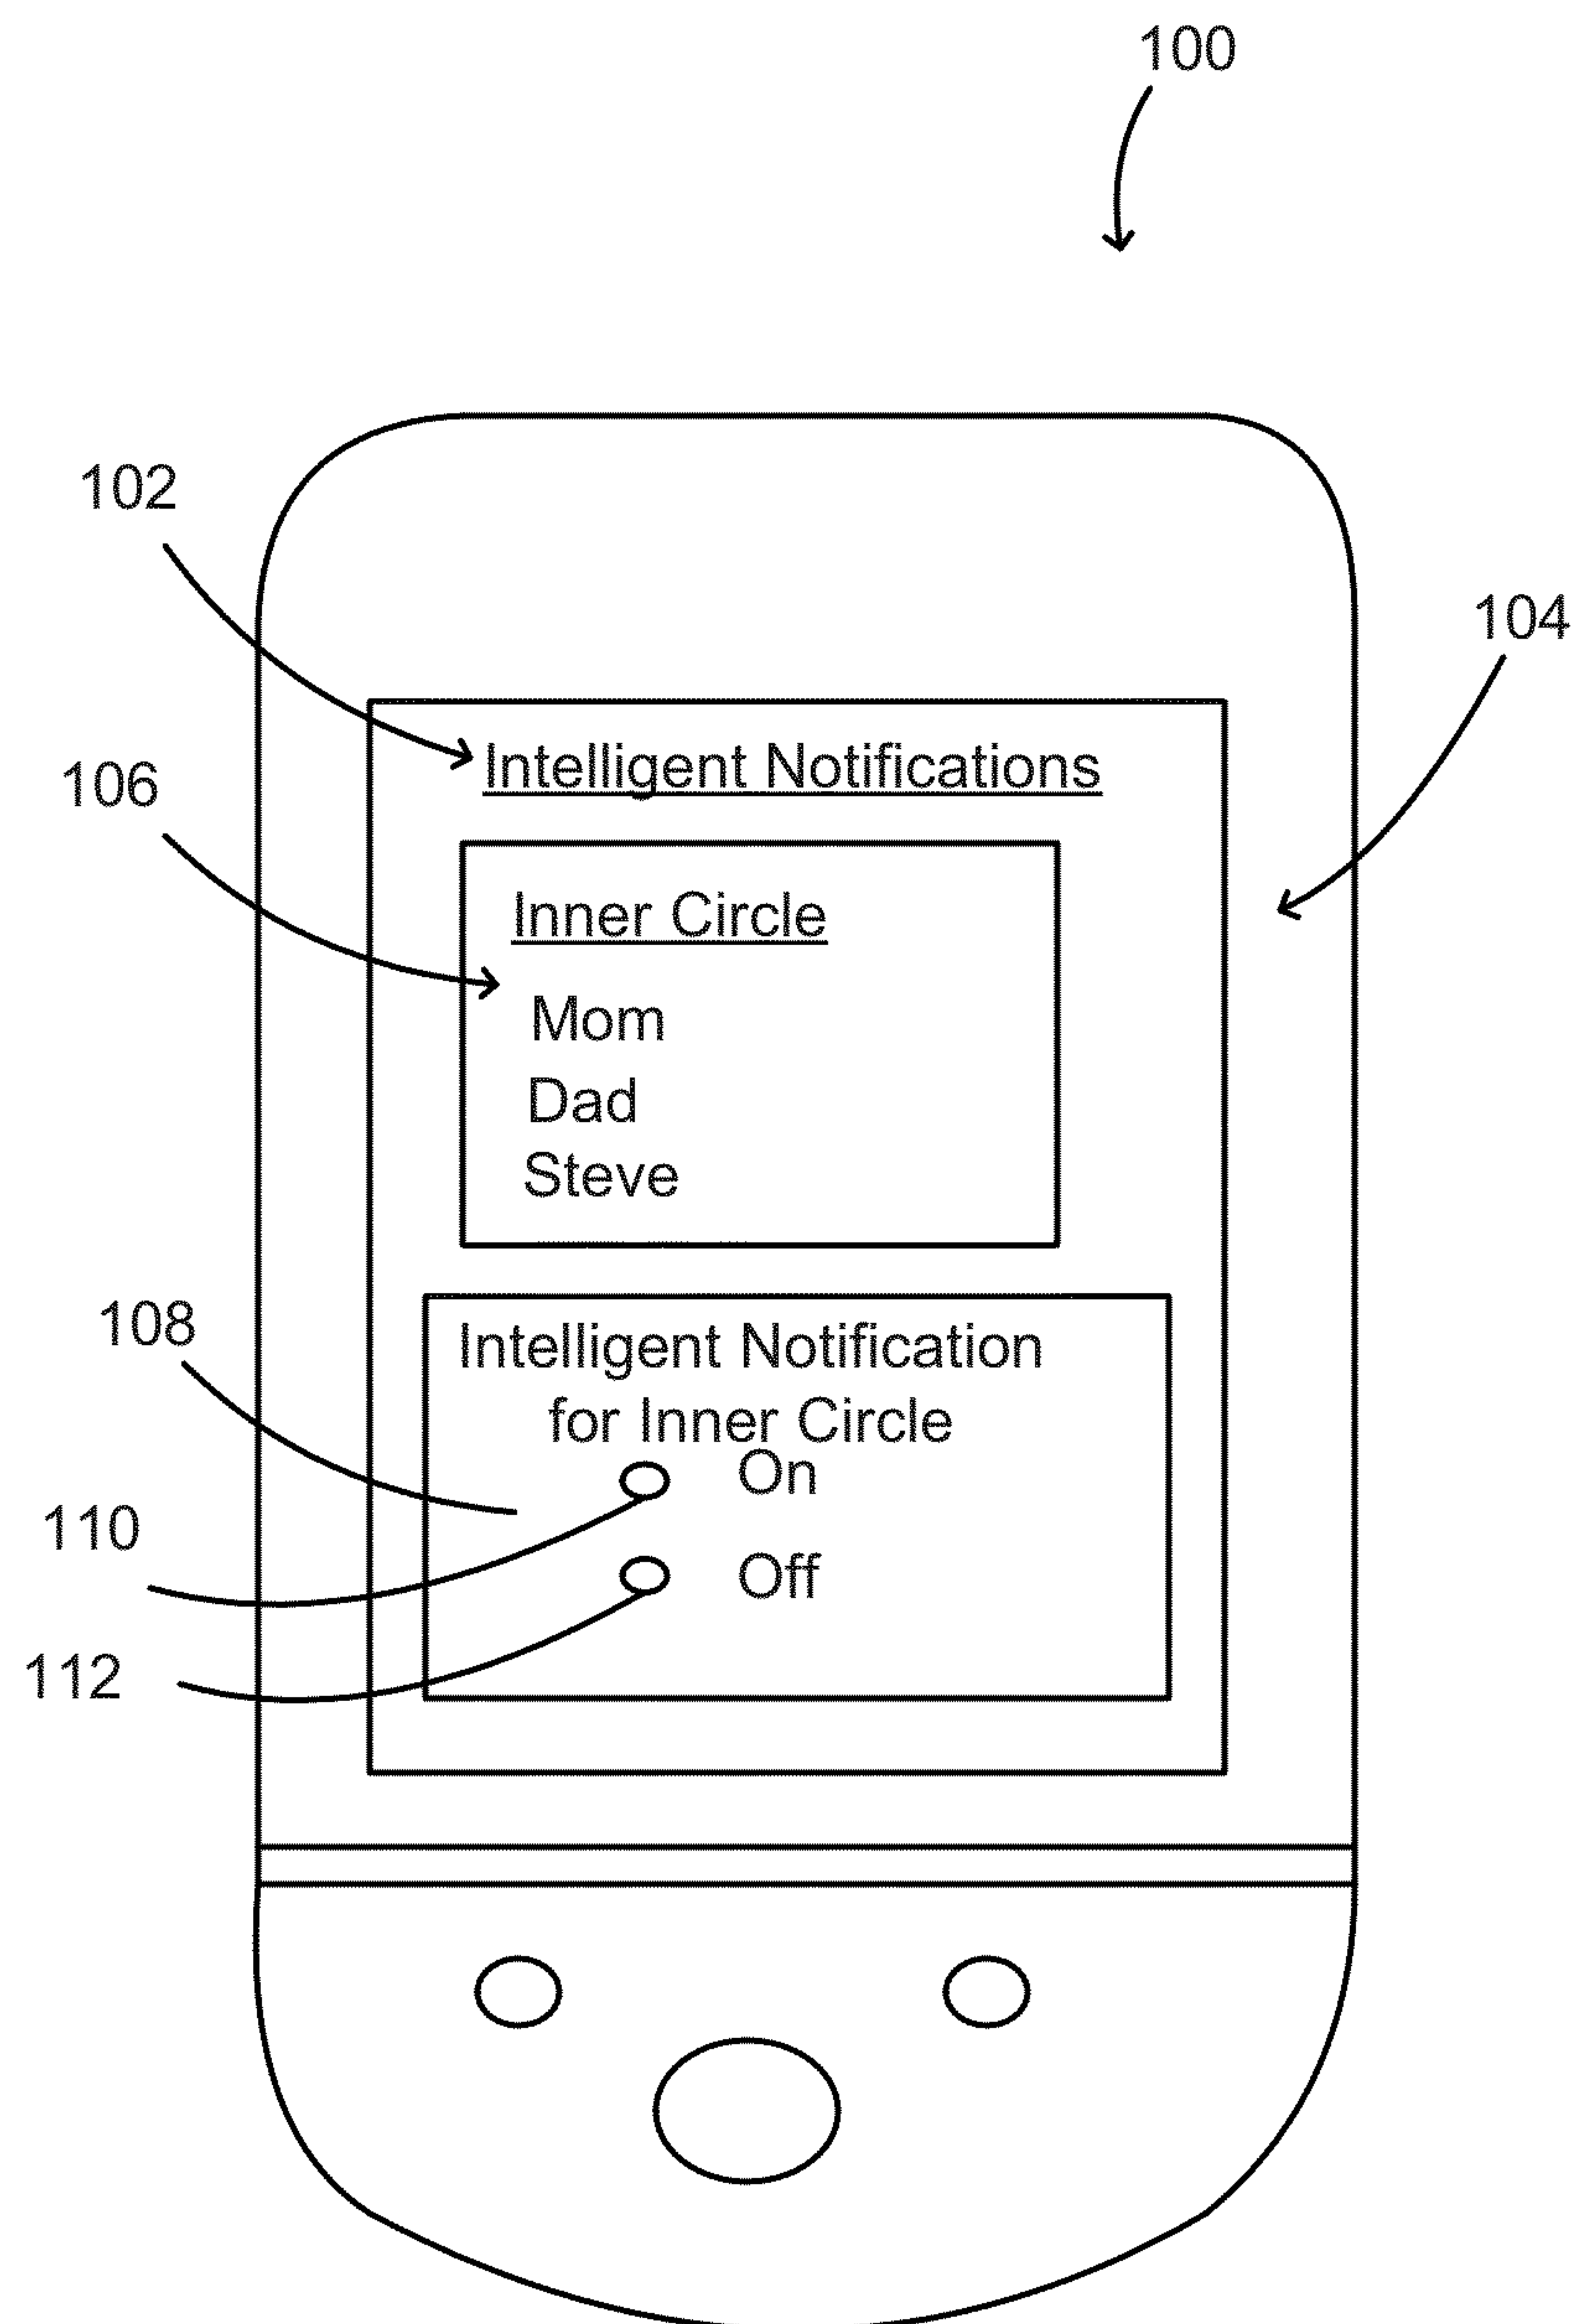 100
102
104
Intelligent Notifications
106
Inner Circle
Mom
Dad
Steve
108
Intelligent Notification
for Inner Circle
On
110
Off
112